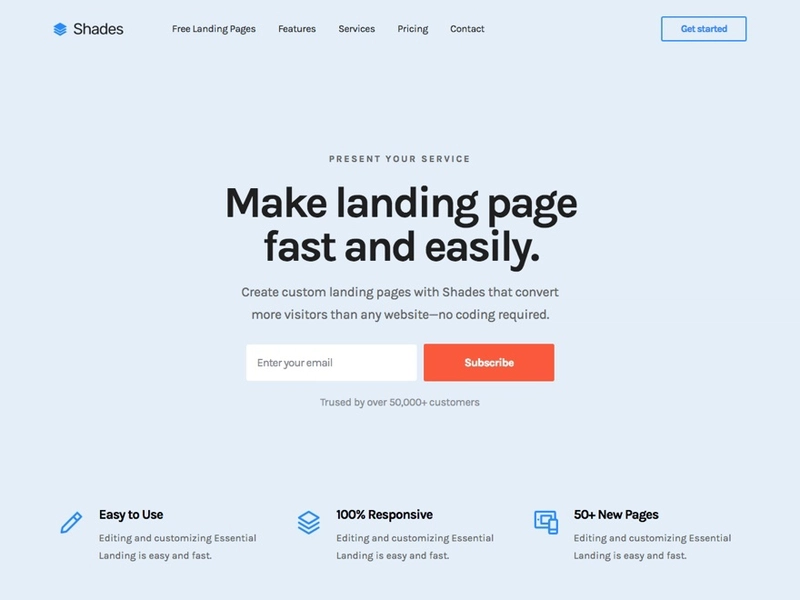 Shades
Free Landing Pages
Features
Services
Pricing
Contact
Get started
PRESENT YOUR SERVICE
Make landing page
fast and easily.
Create custom landing pages with Shades that convert
more visitors than any website—no coding required.
Enter your email
Subscribe
Trused by over 50,000+ customers
Easy to Use
Editing and customizing Essential
Landing is easy and fast.
100% Responsive
Editing and customizing Essential
Landing is easy and fast.
50+ New Pages
Editing and customizing Essential
Landing is easy and fast.